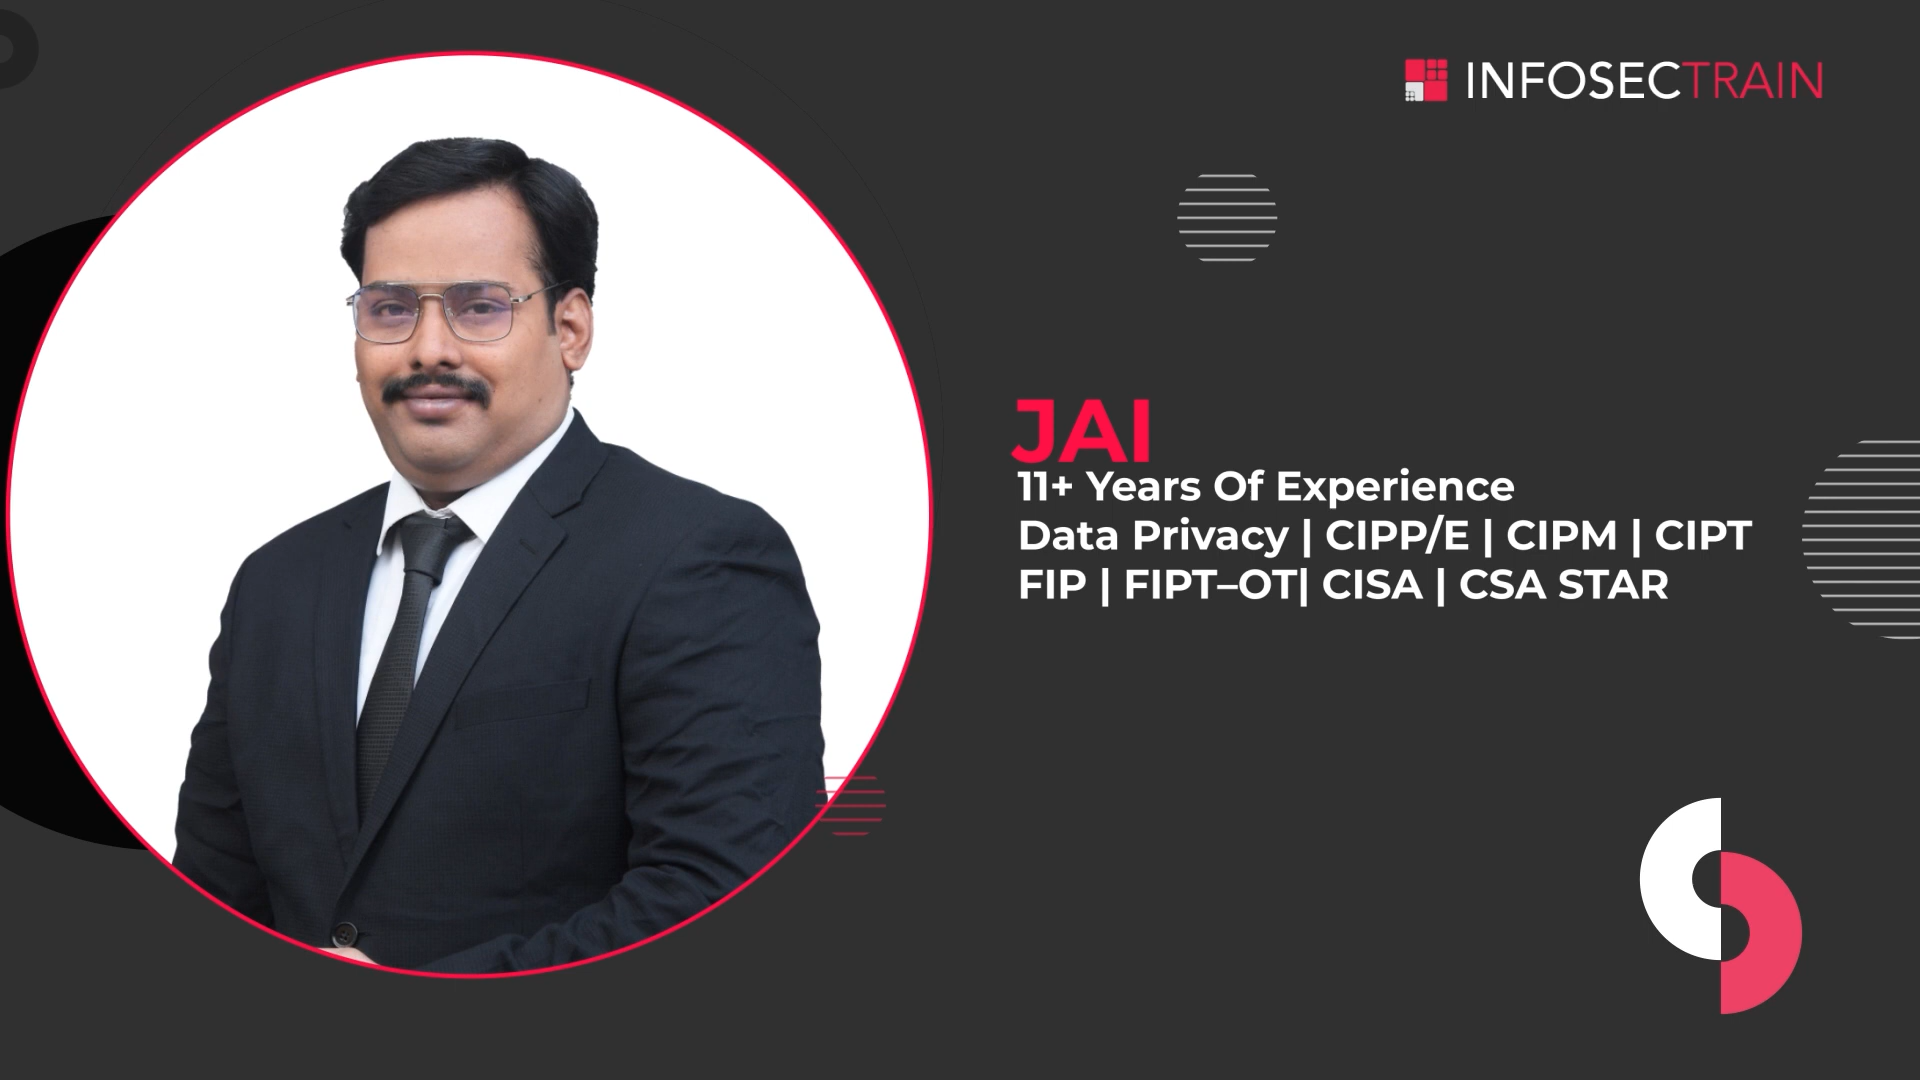 INFOSECTRAIN
JAI
11+ Years Of Experience
Data Privacy | CIPP/E | CIPM | CIPT
FIP | FIPT–OT| CISA | CSA STAR